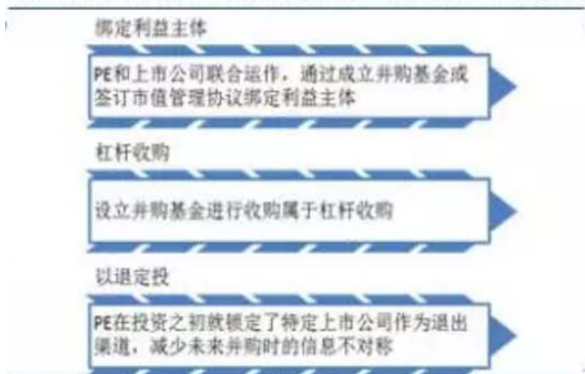 绑定利益主体
PE和上市公司联合运作，通过成立并购基金或
签订市值管理协议绑定利益主体
杠杆收购
设立并购基金进行收购属于杠杆收购
以退定投
PE在投资之初就锁定了特定上市公司作为退出
渠道，减少未来并购时的信息不对称